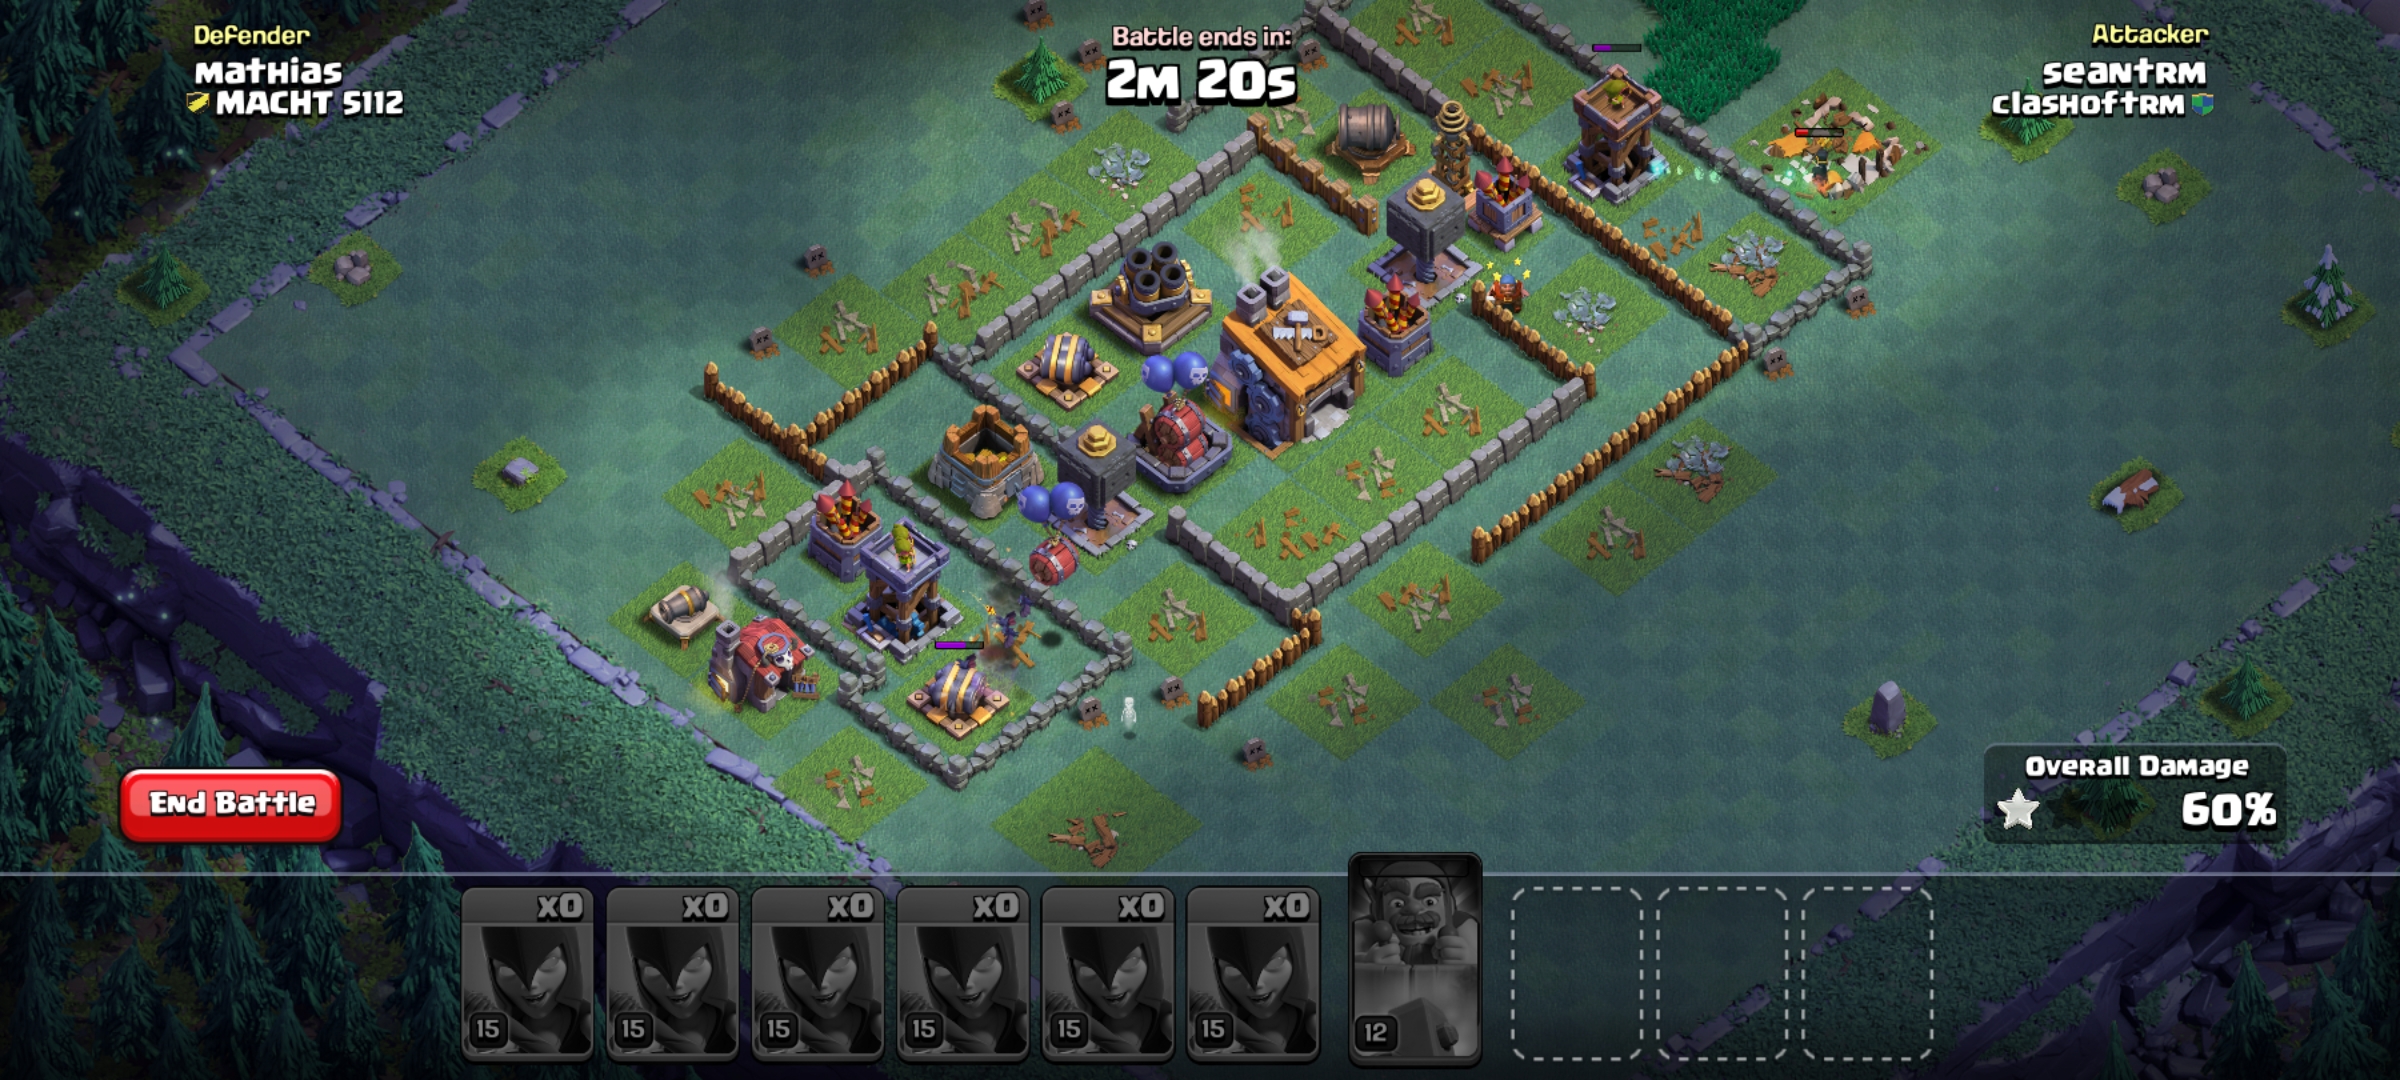 Defender
Mathias
MACHT 5112
Battle ends in:
2M 20s
Attacker
seantRM
clashoftRM
End Battle
Overall Damage
60%
x0
x0
x0
x0
x0
x0
15
15
15
15
15
15
12